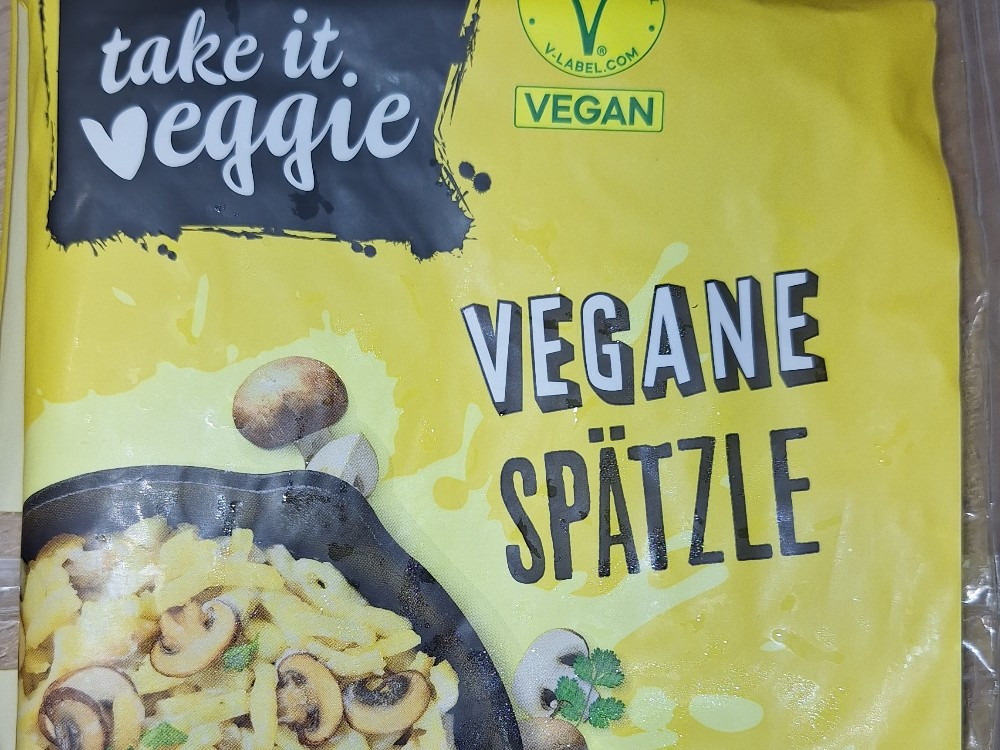 take it
veggie
V-LABEL.COM
VEGAN
VEGANE
SPÄTZLE